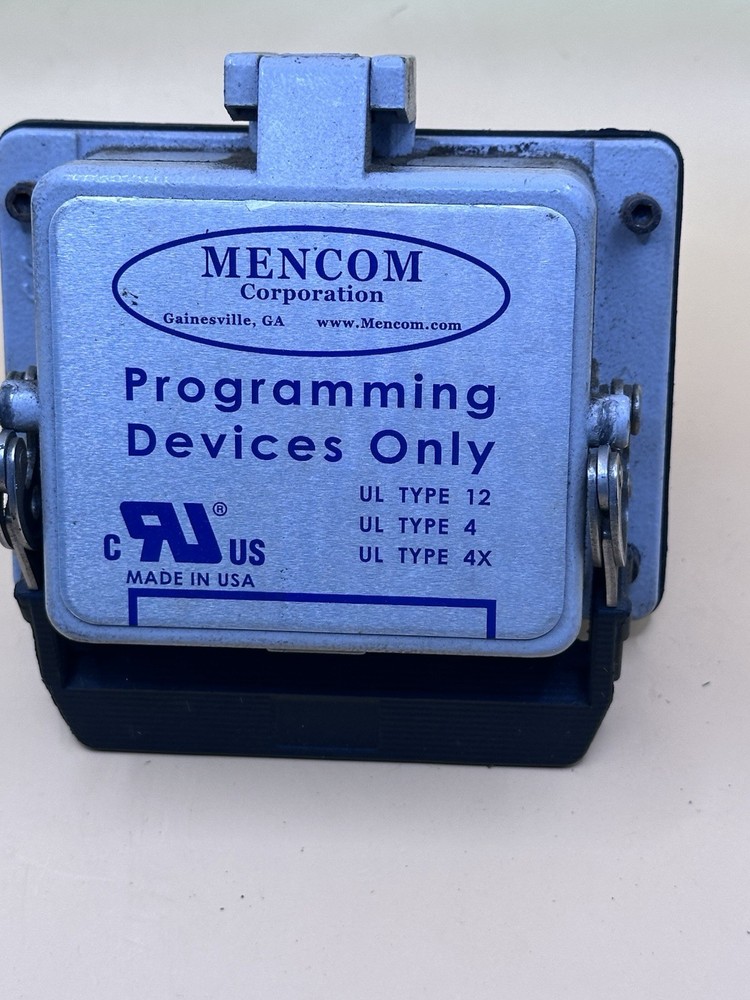 MENCOM
Corporation
Gainesville, GA www.Mencom.com
Programming
Devices Only
UL TYPE 12
UL TYPE 4
UL TYPE 4X
C RU® US
MADE IN USA